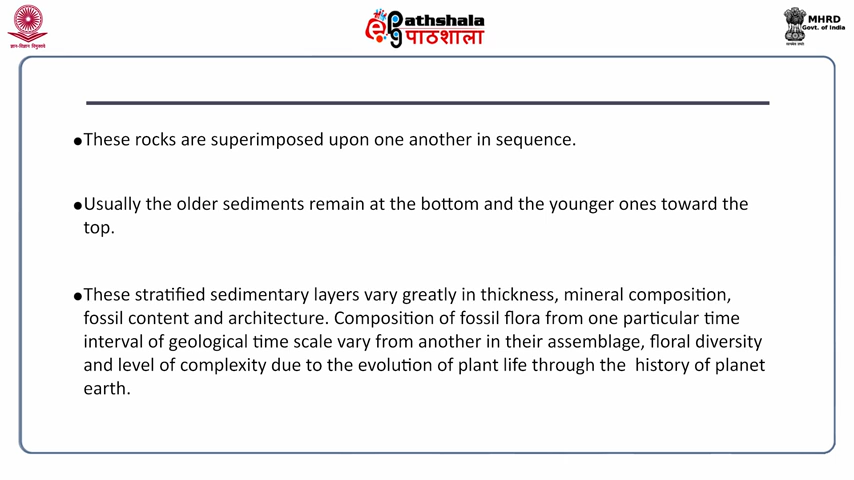 ज्ञान-विज्ञान विमुक्तये
Pathshala
पाठशाला
MHRD
Govt. of India
•These rocks are superimposed upon one another in sequence.
•Usually the older sediments remain at the bottom and the younger ones toward the
top.
•These stratified sedimentary layers vary greatly in thickness, mineral composition,
fossil content and architecture. Composition of fossil flora from one particular time
interval of geological time scale vary from another in their assemblage, floral diversity
and level of complexity due to the evolution of plant life through the  history of planet
earth.